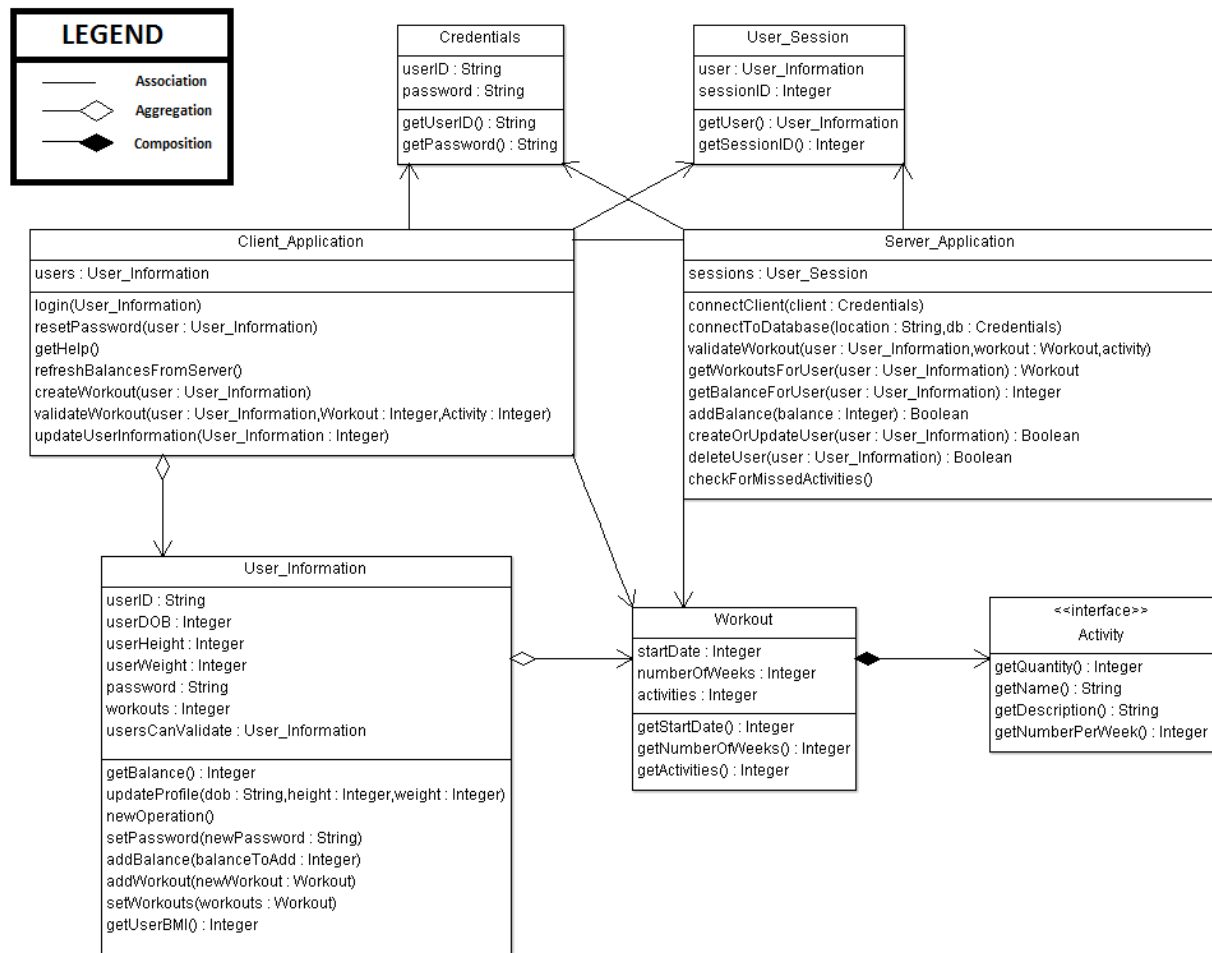 LEGEND
Association
Aggregation
Composition
Credentials
userID : String
password : String
getUserID() : String
getPassword() : String
User_Session
user : User_Information
sessionID : Integer
getUser() : User_Information
getSessionID() : Integer
Client_Application
users : User_Information
login(User_Information)
resetPassword(user : User_Information)
getHelp()
refreshBalancesFromServer()
createWorkout(user : User_Information)
validateWorkout(user : User_Information,Workout : Integer,Activity : Integer)
updateUserInformation(User_Information : Integer)
Server_Application
sessions : User_Session
connectClient(client : Credentials)
connectToDatabase(location : String,db : Credentials)
validateWorkout(user : User_Information,workout : Workout,activity)
getWorkoutsForUser(user : User_Information) : Workout
getBalanceForUser(user : User_Information) : Integer
addBalance(balance : Integer) : Boolean
createOrUpdateUser(user : User_Information) : Boolean
deleteUser(user : User_Information) : Boolean
checkForMissedActivities()
User_Information
userID : String
userDOB : Integer
userHeight : Integer
userWeight : Integer
password : String
workouts : Integer
usersCanValidate : User_Information
getBalance() : Integer
updateProfile(dob : String,height : Integer,weight : Integer)
newOperation()
setPassword(newPassword : String)
addBalance(balanceToAdd : Integer)
addWorkout(newWorkout : Workout)
setWorkouts(workouts : Workout)
getUserBMI() : Integer
Workout
startDate : Integer
numberOfWeeks : Integer
activities : Integer
getStartDate() : Integer
getNumberOfWeeks() : Integer
getActivities() : Integer
<<interface>>
Activity
getQuantity() : Integer
getName() : String
getDescription() : String
getNumberPerWeek() : Integer